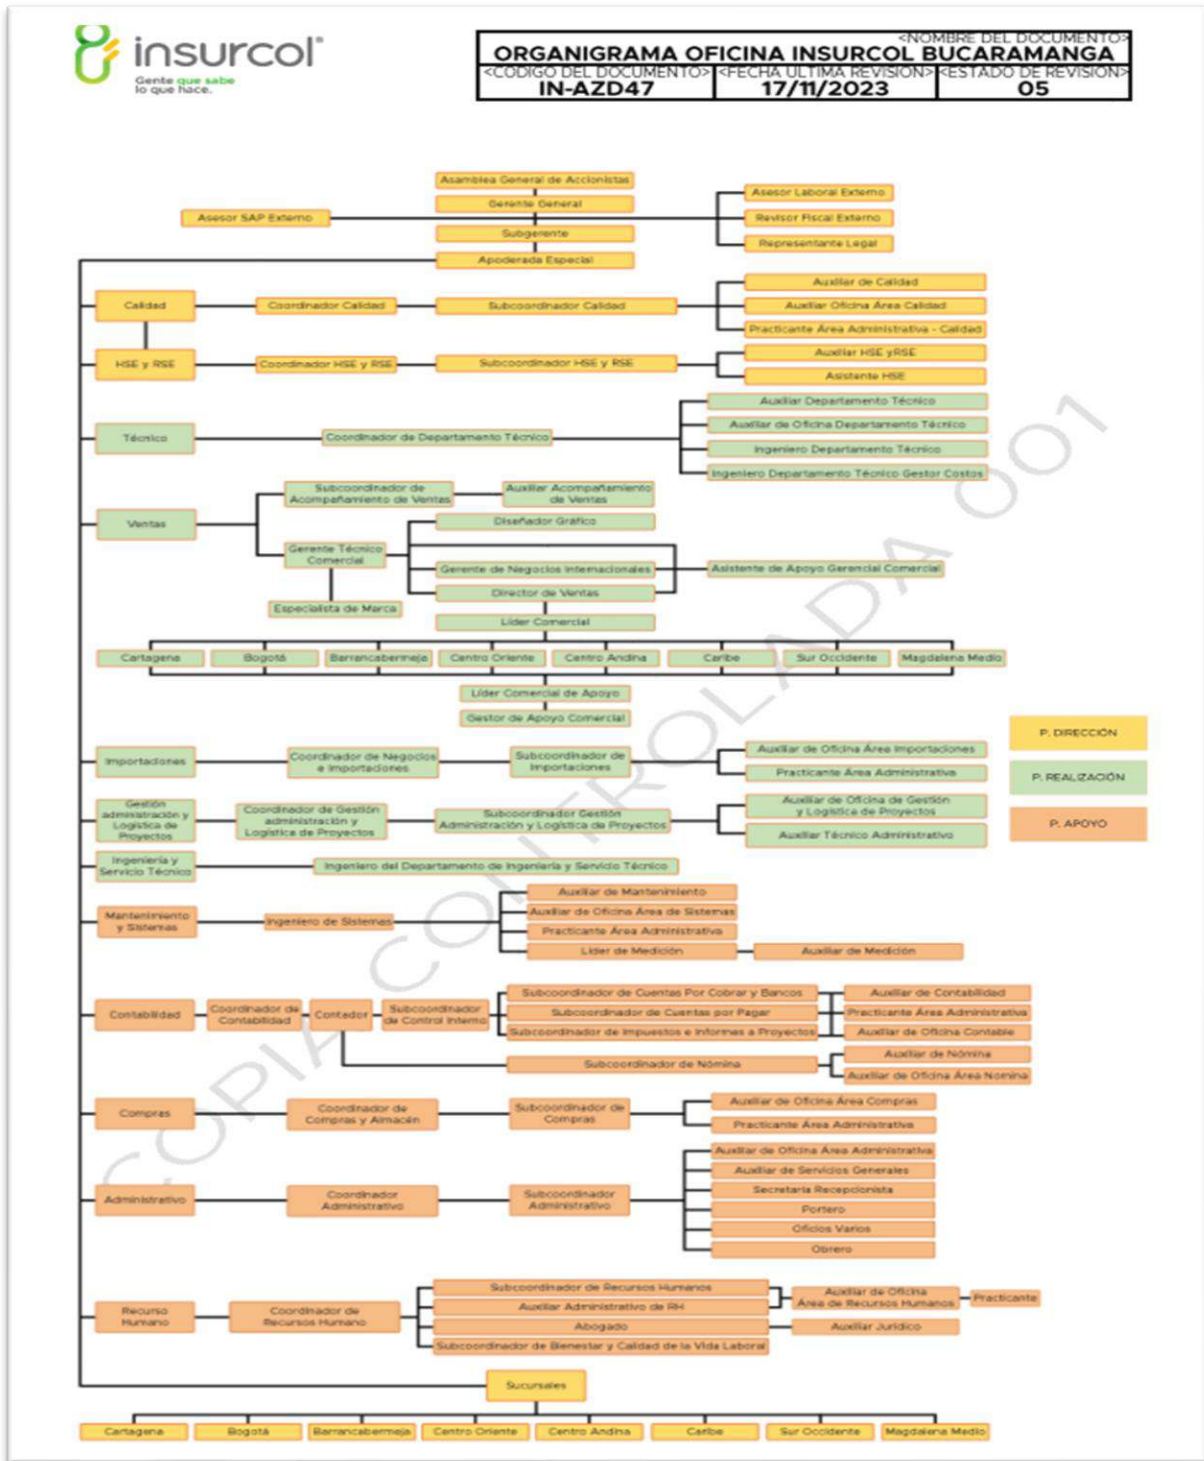 insurcol
Gente que sabe
lo que hace.
<NOMBRE DEL DOCUMENTO>
ORGANIGRAMA OFICINA INSURCOL BUCARAMANGA
<CODIGO DEL DOCUMENTO> <FECHA ULTIMA REVISION> <ESTADO DE REVISION>
IN-AZD47 17/11/2023 05
Asamblea General de Accionistas
Gerente General
Asesor SAP Externo
Subgerente
Apoderada Especial
Asesor Laboral Externo
Revisor Fiscal Externo
Representante Legal
Calidad
Coordinador Calidad
Subcoordinador Calidad
Auxiliar de Calidad
Auxiliar Oficina Área Calidad
Practicante Área Administrativa - Calidad
HSE y RSE
Coordinador HSE y RSE
Subcoordinador HSE y RSE
Auxiliar HSE yRSE
Asistente HSE
Técnico
Coordinador de Departamento Técnico
Auxiliar Departamento Técnico
Auxiliar de Oficina Departamento Técnico
Ingeniero Departamento Técnico
Ingeniero Departamento Técnico Gestor Costos
Ventas
Subcoordinador de
Acompañamiento de Ventas
Auxiliar Acompañamiento
de Ventas
Gerente Técnico
Comercial
Especialista de Marca
Diseñador Gráfico
Gerente de Negocios Internacionales
Director de Ventas
Asistente de Apoyo Gerencial Comercial
Líder Comercial
Cartagena
Bogotá
Barrancabermeja
Centro Oriente
Centro Andina
Caribe
Sur Occidente
Magdalena Medio
Líder Comercial de Apoyo
Gestor de Apoyo Comercial
P. DIRECCIÓN
P. REALIZACIÓN
P. APOYO
Importaciones
Coordinador de Negocios
e Importaciones
Subcoordinador de
Importaciones
Auxiliar de Oficina Área Importaciones
Practicante Área Administrativa
Gestión
administración y
Logística de
Proyectos
Coordinador de Gestión
administración y
Logística de Proyectos
Subcoordinador Gestión
Administración y Logística de Proyectos
Auxiliar de Oficina de Gestión
y Logística de Proyectos
Auxiliar Técnico Administrativo
Ingeniería y
Servicio Técnico
Ingeniero del Departamento de Ingeniería y Servicio Técnico
Mantenimiento
y Sistemas
Ingeniero de Sistemas
Auxiliar de Mantenimiento
Auxiliar de Oficina Área de Sistemas
Practicante Área Administrativa
Líder de Medición
Auxiliar de Medición
Contabilidad
Coordinador de
Contabilidad
Contador
Subcoordinador
de Control Interno
Subcoordinador de Cuentas Por Cobrar y Bancos
Subcoordinador de Cuentas por Pagar
Subcoordinador de Impuestos e Informes a Proyectos
Auxiliar de Contabilidad
Practicante Área Administrativa
Auxiliar de Oficina Contable
Subcoordinador de Nómina
Auxiliar de Nómina
Auxiliar de Oficina Área Nomina
Compras
Coordinador de
Compras y Almacén
Subcoordinador de
Compras
Auxiliar de Oficina Área Compras
Practicante Área Administrativa
Administrativo
Coordinador
Administrativo
Subcoordinador
Administrativo
Auxiliar de Oficina Área Administrativa
Auxiliar de Servicios Generales
Secretaria Recepcionista
Portero
Oficios Varios
Obrero
Recurso
Humano
Coordinador de
Recursos Humano
Subcoordinador de Recursos Humanos
Auxiliar Administrativo de RH
Abogado
Subcoordinador de Bienestar y Calidad de la Vida Laboral
Auxiliar de Oficina
Área de Recursos Humanos
Practicante
Auxiliar Jurídico
Sucursales
Cartagena
Bogotá
Barrancabermeja
Centro Oriente
Centro Andina
Caribe
Sur Occidente
Magdalena Medio
COPIA CONTROLADA 001